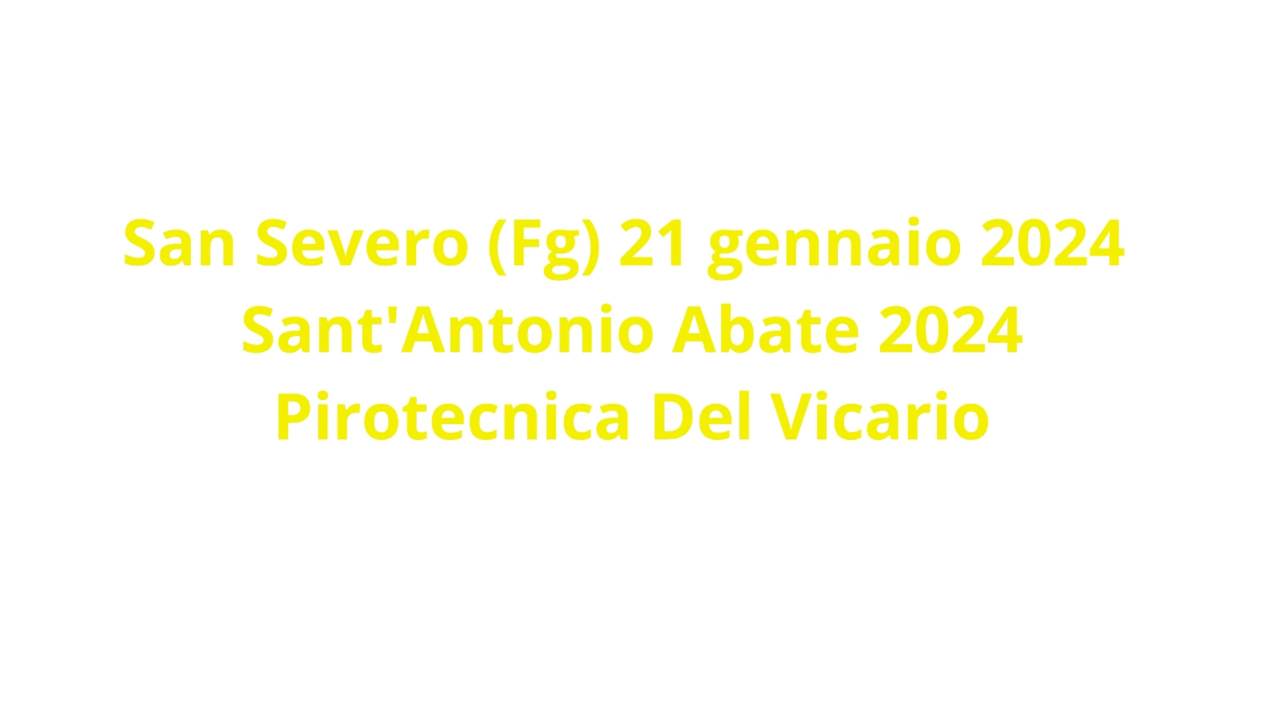 San Severo (Fg) 21 gennaio 2024
Sant'Antonio Abate 2024
Pirotecnica Del Vicario